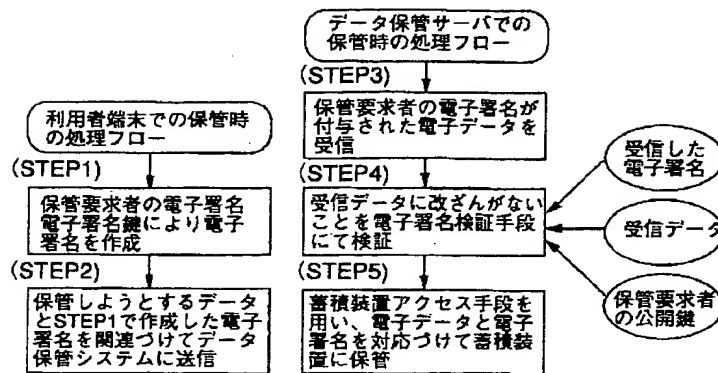 利用者端末での保管時
の処理フロー
(STEP1)
保管要求者の電子署名
電子署名鍵により電子
署名を作成
(STEP2)
保管しようとするデータ
とSTEP1で作成した電子
署名を関連づけてデータ
保管システムに送信
データ保管サーバでの
保管時の処理フロー
(STEP3)
保管要求者の電子署名が
付与された電子データを
受信
(STEP4)
受信データに改ざんがない
ことを電子署名検証手段
にて検証
(STEP5)
蓄積装置アクセス手段を
用い、電子データと電子
署名を対応づけて蓄積装
置に保管
受信した
電子署名
受信データ
保管要求者
の公開鍵